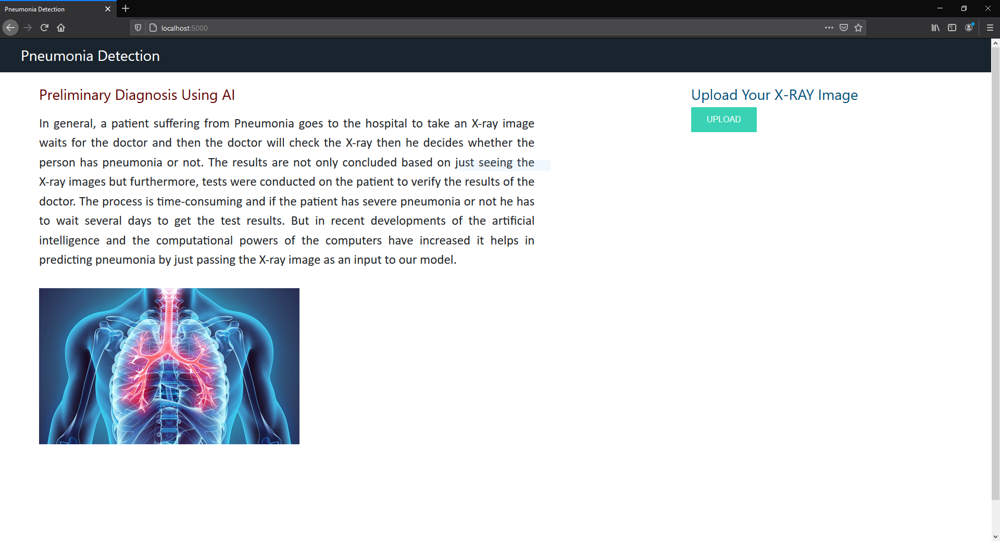 Pneumonia Detection
localhost:5000
Pneumonia Detection
Preliminary Diagnosis Using AI
In general, a patient suffering from Pneumonia goes to the hospital to take an X-ray image
waits for the doctor and then the doctor will check the X-ray then he decides whether the
person has pneumonia or not. The results are not only concluded based on just seeing the
X-ray images but furthermore, tests were conducted on the patient to verify the results of the
doctor. The process is time-consuming and if the patient has severe pneumonia or not he has
to wait several days to get the test results. But in recent developments of the artificial
intelligence and the computational powers of the computers have increased it helps in
predicting pneumonia by just passing the X-ray image as an input to our model.
Upload Your X-RAY Image
UPLOAD